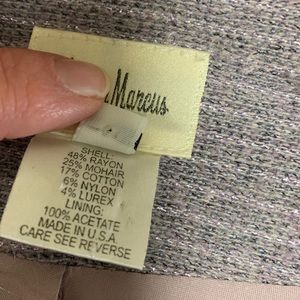 Marcus
SHELL:
48% RAYON
25% MOHAIR
17% COTTON
6% NYLON
4% LUREX
LINING:
100% ACETATE
MADE IN U.S.A
CARE SEE REVERSE